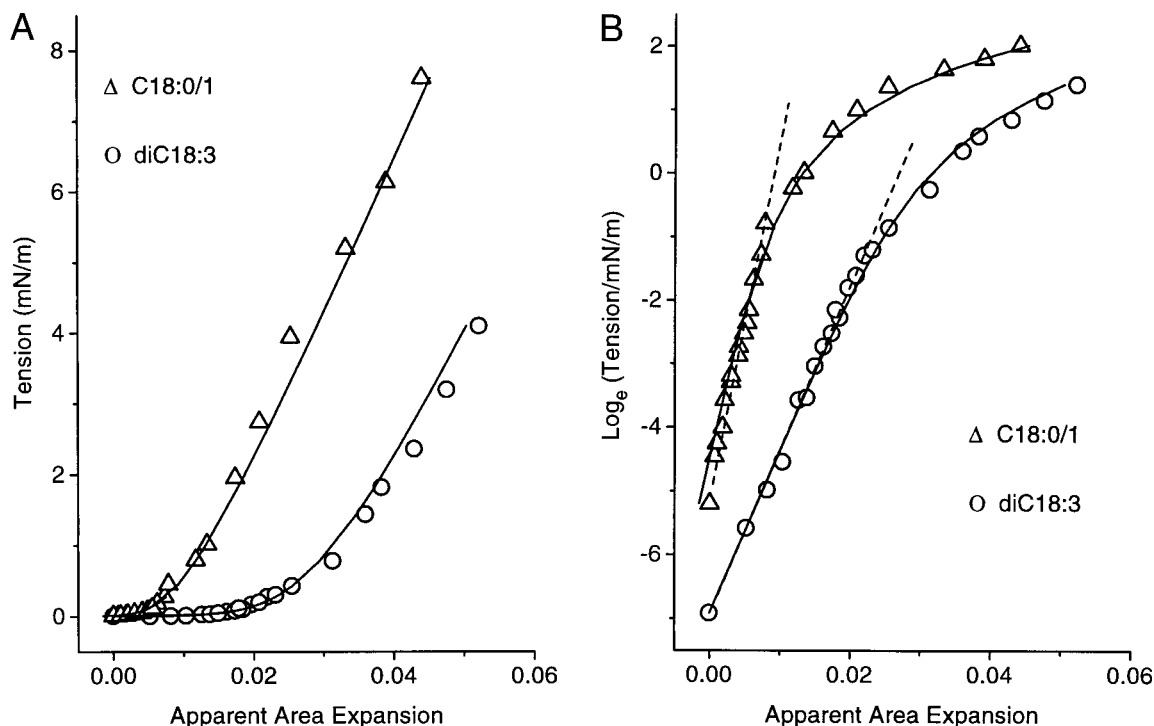 A
8
6
4
2
0
Tension (mN/m)
Δ C18:0/1
O diC18:3
0.00 0.02 0.04 0.06
Apparent Area Expansion
B
2
0
-2
-4
-6
Logₑ (Tension/mN/m)
Δ C18:0/1
O diC18:3
0.00 0.02 0.04 0.06
Apparent Area Expansion